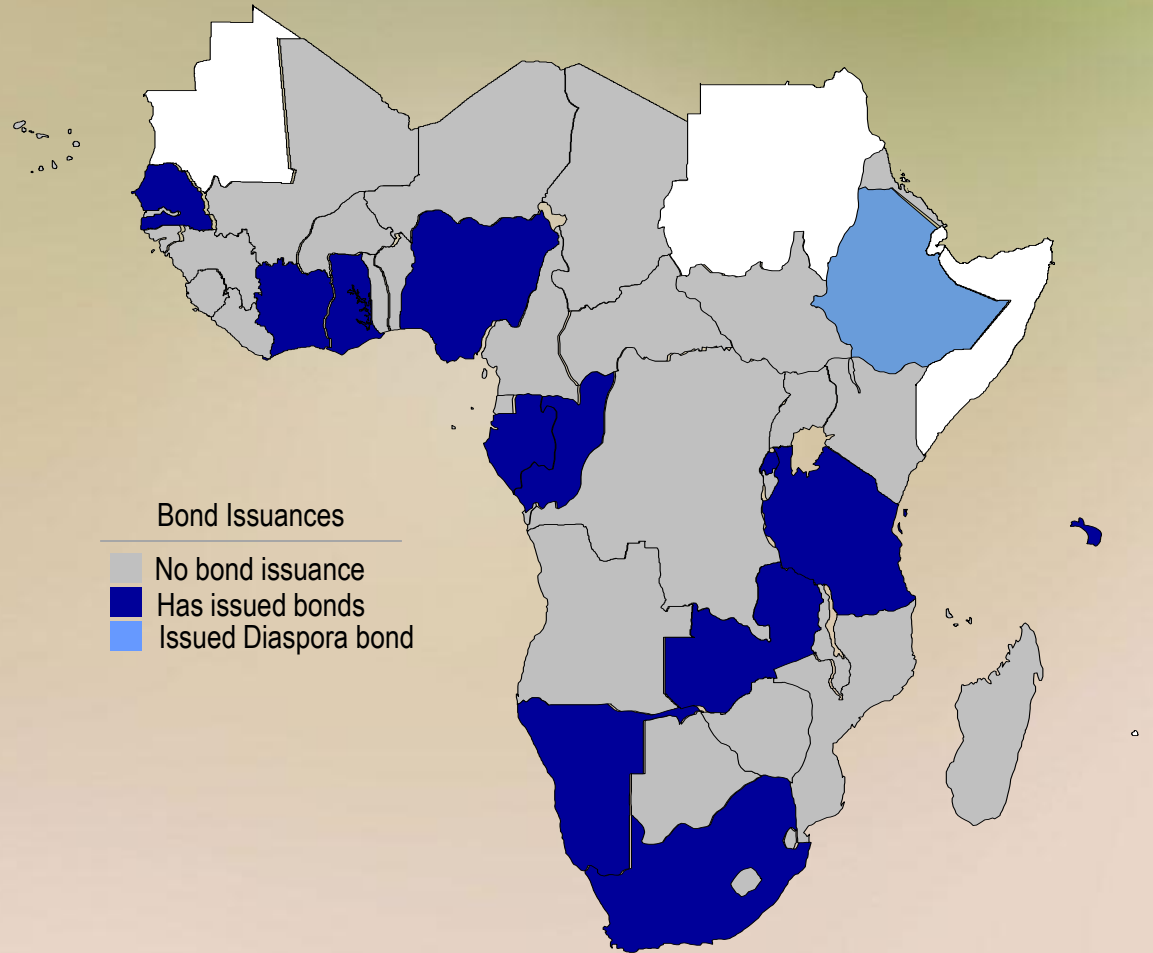 Bond Issuances
No bond issuance
Has issued bonds
Issued Diaspora bond